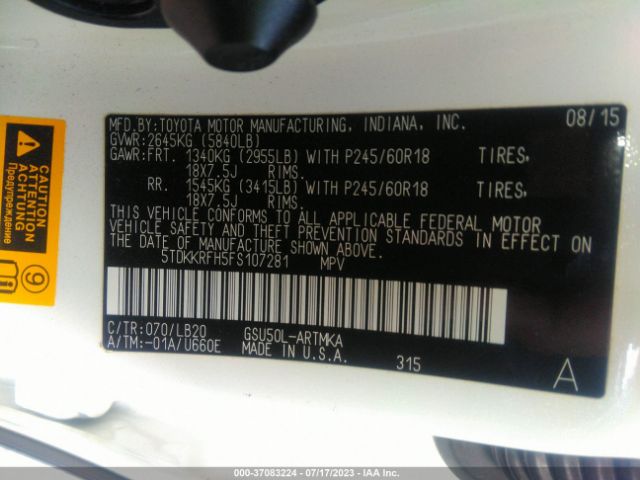 MFD.BY:TOYOTA MOTOR MANUFACTURING, INDIANA, INC. 08/15
GVWR:2645KG (5840LB)
GAWR:FRT. 1340KG (2955LB) WITH P245/60R18 TIRES,
18X7.5J RIMS.
RR. 1545KG (3415LB) WITH P245/60R18 TIRES,
18X7.5J RIMS.
THIS VEHICLE CONFORMS TO ALL APPLICABLE FEDERAL MOTOR
VEHICLE SAFETY AND THEFT PREVENTION STANDARDS IN EFFECT ON
THE DATE OF MANUFACTURE SHOWN ABOVE.
5TDKKRFH5FS107281 MPV
C/TR:070/LB20 GSU50L-ARTMKA
A/TM:-01A/U660E MADE IN U.S.A. 315
A
CAUTION
ATTENTION
ACHTUNG
Предупреждение
9
000-37083224 - 07/17/2023 - IAA Inc.